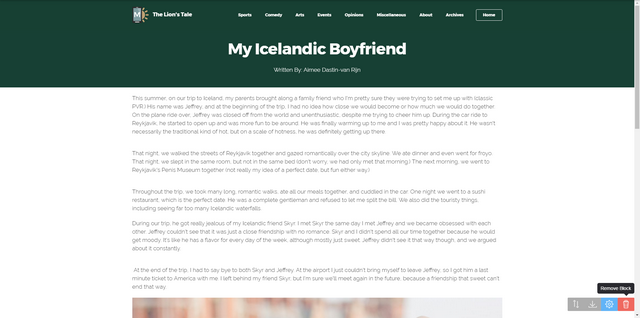 The Lion's Tale
Sports Comedy Arts Events Opinions Miscellaneous About Archives Home
My Icelandic Boyfriend
Written By: Aimee Dastin-van Rijn
This summer, on our trip to Iceland, my parents brought along a family friend who I'm pretty sure they were trying to set me up with (classic
PVR.) His name was Jeffrey, and at the beginning of the trip, I had no idea how close we would become or how much we would do together.
On the plane ride over, Jeffrey was closed off from the world and unenthusiastic, despite me trying to cheer him up. During the car ride to
Reykjavik, he started to open up and was more fun to be around. He was finally warming up to me and I was pretty happy about it. He wasn't
necessarily the traditional kind of hot, but on a scale of hotness, he was definitely getting up there.
That night, we walked the streets of Reykjavik together and gazed romantically over the city skyline. We ate dinner and even went for froyo.
That night, we slept in the same room, but not in the same bed (don't worry, we had only met that morning.) The next morning, we went to
Reykjavik's Penis Museum together (not really my idea of a perfect date, but fun either way.)
Throughout the trip, we took many long, romantic walks, ate all our meals together, and cuddled in the car. One night we went to a sushi
restaurant, which is the perfect date. He was a complete gentleman and refused to let me split the bill. We also did the touristy things,
including seeing far too many Icelandic waterfalls.
During our trip, he got really jealous of my Icelandic friend Skyr. I met Skyr the same day I met Jeffrey and we became obsessed with each
other. Jeffrey couldn't see that it was just a close friendship with no romance. Skyr and I didn't spend all our time together because he would
get moody. It's like he has a flavor for every day of the week, although mostly just sweet. Jeffrey didn't see it that way though, and we argued
about it constantly.
At the end of the trip, I had to say bye to both Skyr and Jeffrey. At the airport I just couldn't bring myself to leave Jeffrey, so I got him a last
minute ticket to America with me. I left behind my friend Skyr, but I'm sure we'll meet again in the future, because a friendship that sweet can't
end that way.
Remove Block